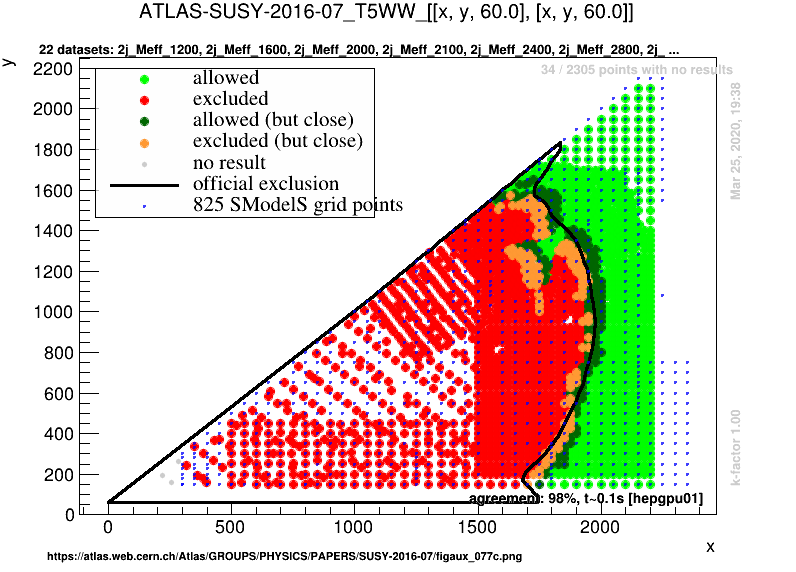 ATLAS-SUSY-2016-07_T5WW_[[x, y, 60.0], [x, y, 60.0]]
22 datasets: 2j_Meff_1200, 2j_Meff_1600, 2j_Meff_2000, 2j_Meff_2100, 2j_Meff_2400, 2j_Meff_2800, 2j_ ...
y
34 / 2305 points with no results
allowed
excluded
allowed (but close)
excluded (but close)
no result
official exclusion
825 SModelS grid points
2200
2000
1800
1600
1400
1200
1000
800
600
400
200
0
Mar 25, 2020, 19:38
k-factor 1.00
agreement: 98%, t~0.1s [hepgpu01]
0 500 1000 1500 2000
x
https://atlas.web.cern.ch/Atlas/GROUPS/PHYSICS/PAPERS/SUSY-2016-07/figaux_077c.png